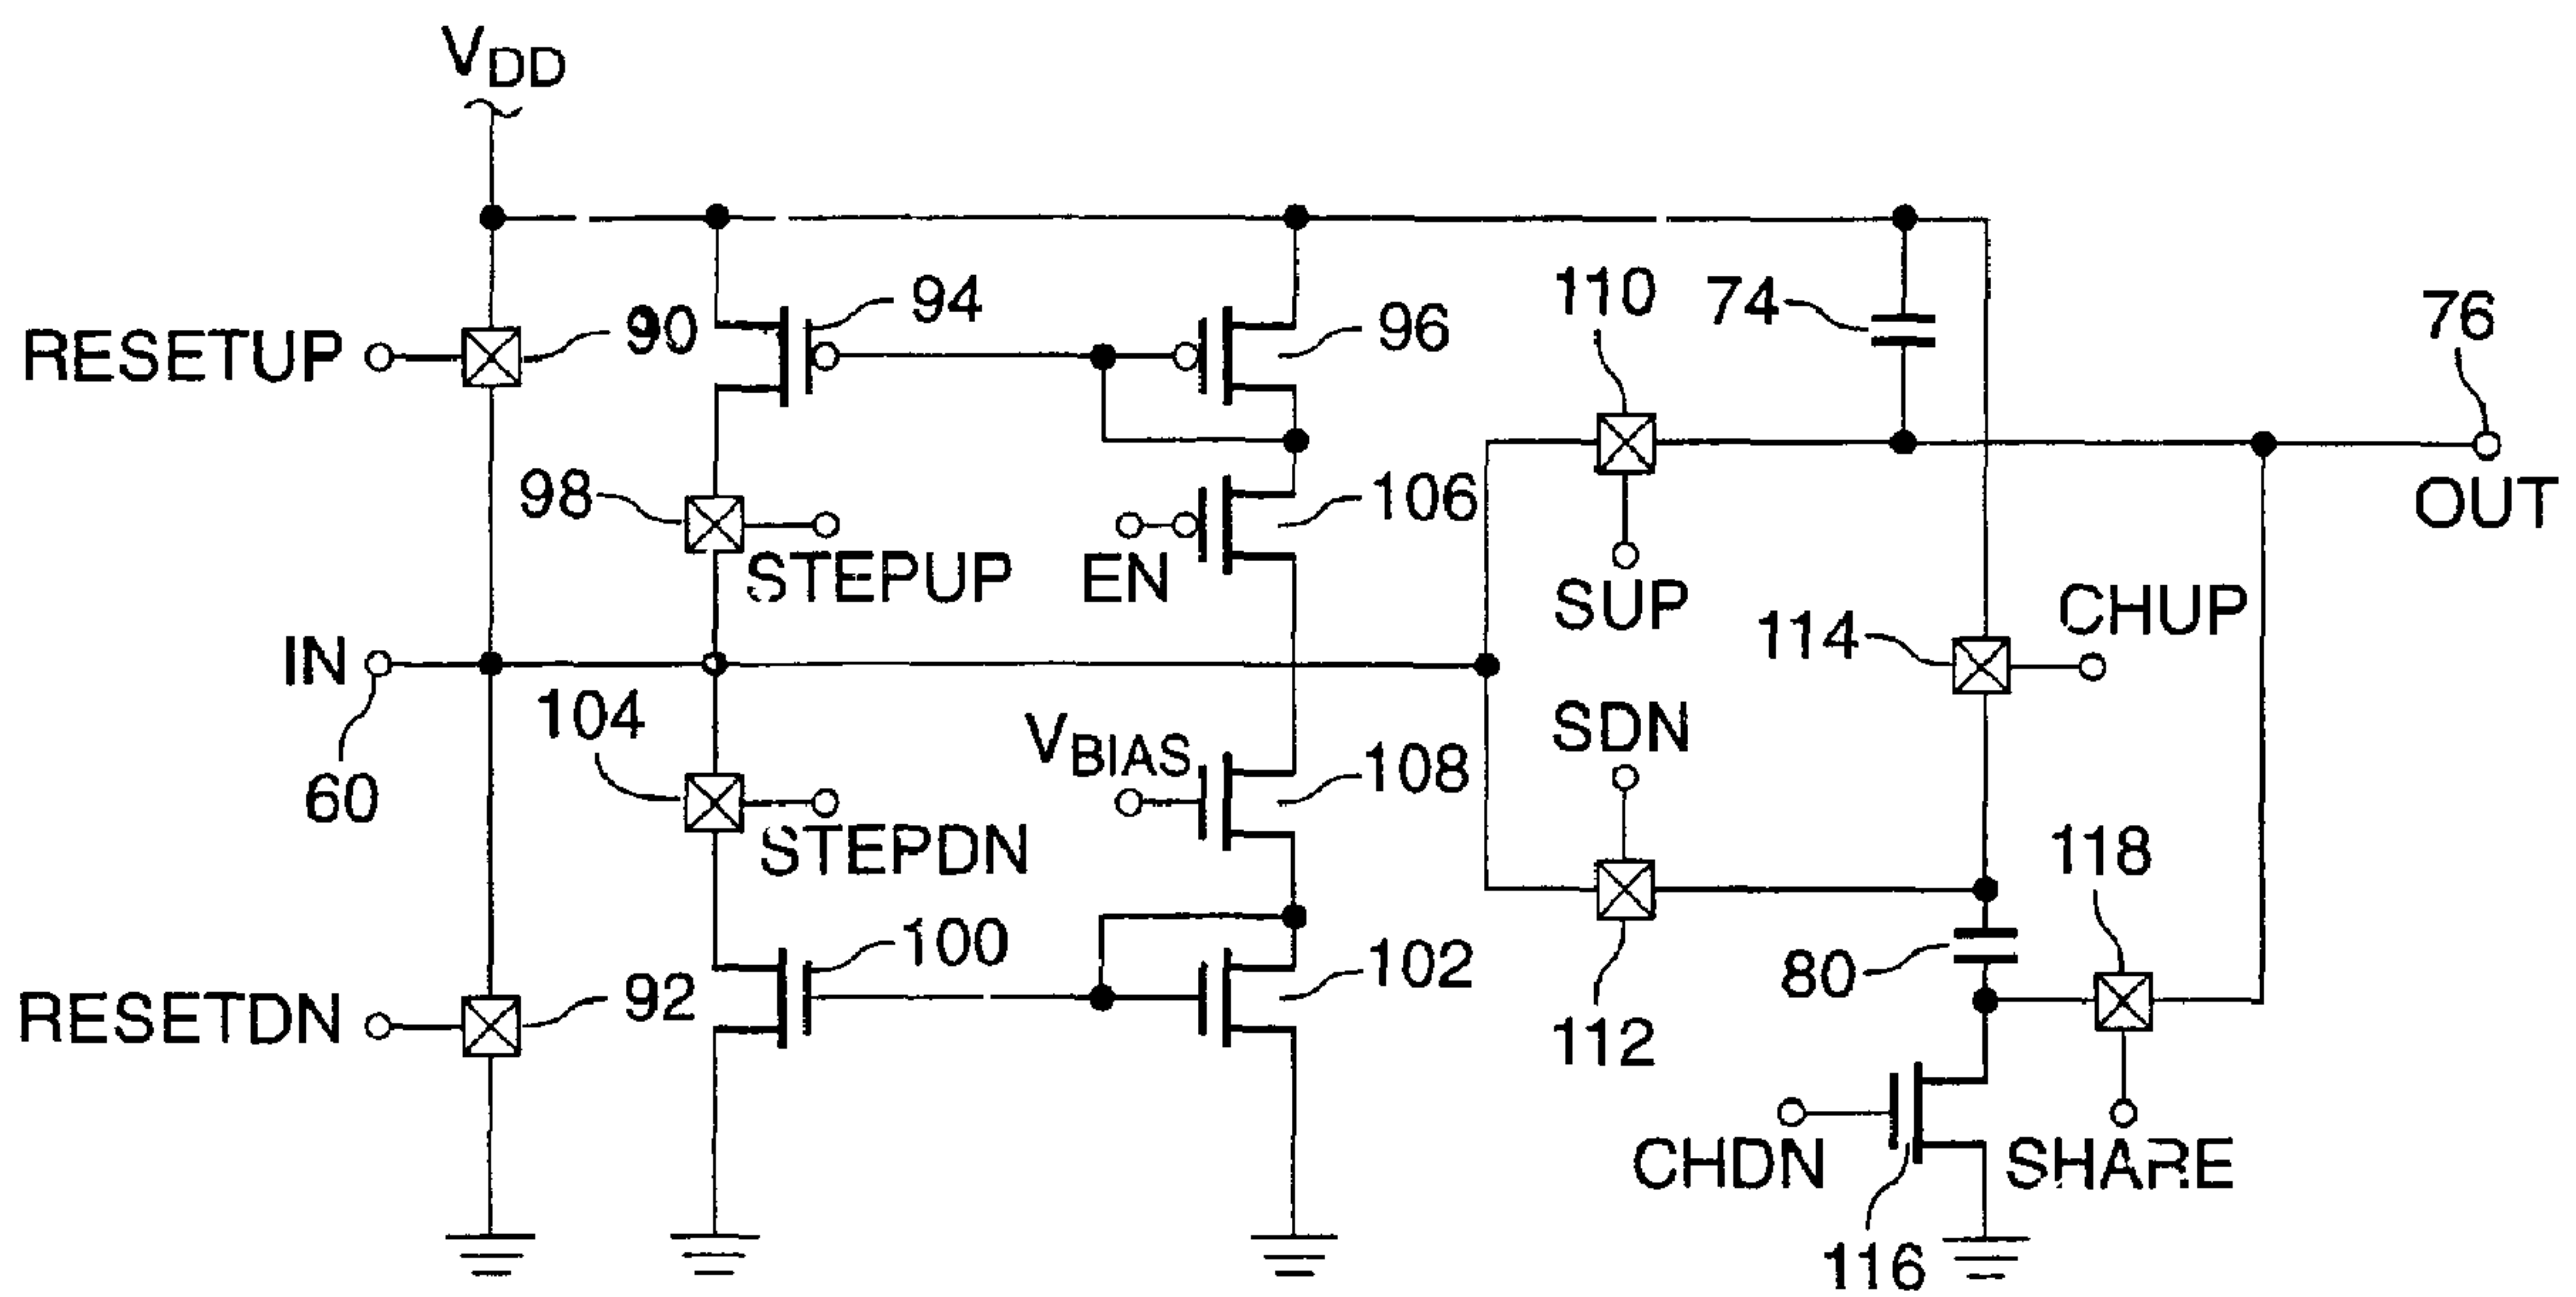 VDD
RESETUP
90
94
96
110
74
76
98
STEPUP
EN
106
SUP
OUT
114
CHUP
IN
60
104
STEPDN
VBIAS
108
SDN
118
RESETDN
92
100
102
112
80
CHDN
116
SHARE